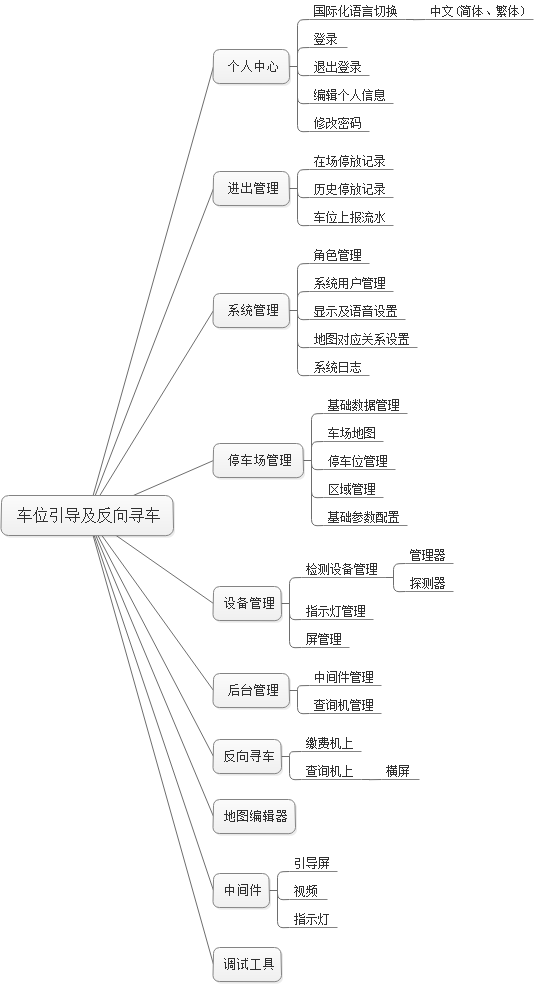 国际化语言切换
中文(简体、繁体)
登录
个人中心
退出登录
编辑个人信息
修改密码
在场停放记录
进出管理
历史停放记录
车位上报流水
角色管理
系统用户管理
系统管理
显示及语音设置
地图对应关系设置
系统日志
基础数据管理
车场地图
停车场管理
停车位管理
区域管理
基础参数配置
车位引导及反向寻车
管理器
检测设备管理
探测器
设备管理
指示灯管理
屏管理
中间件管理
后台管理
查询机管理
缴费机上
反向寻车
查询机上
横屏
地图编辑器
引导屏
中间件
视频
指示灯
调试工具